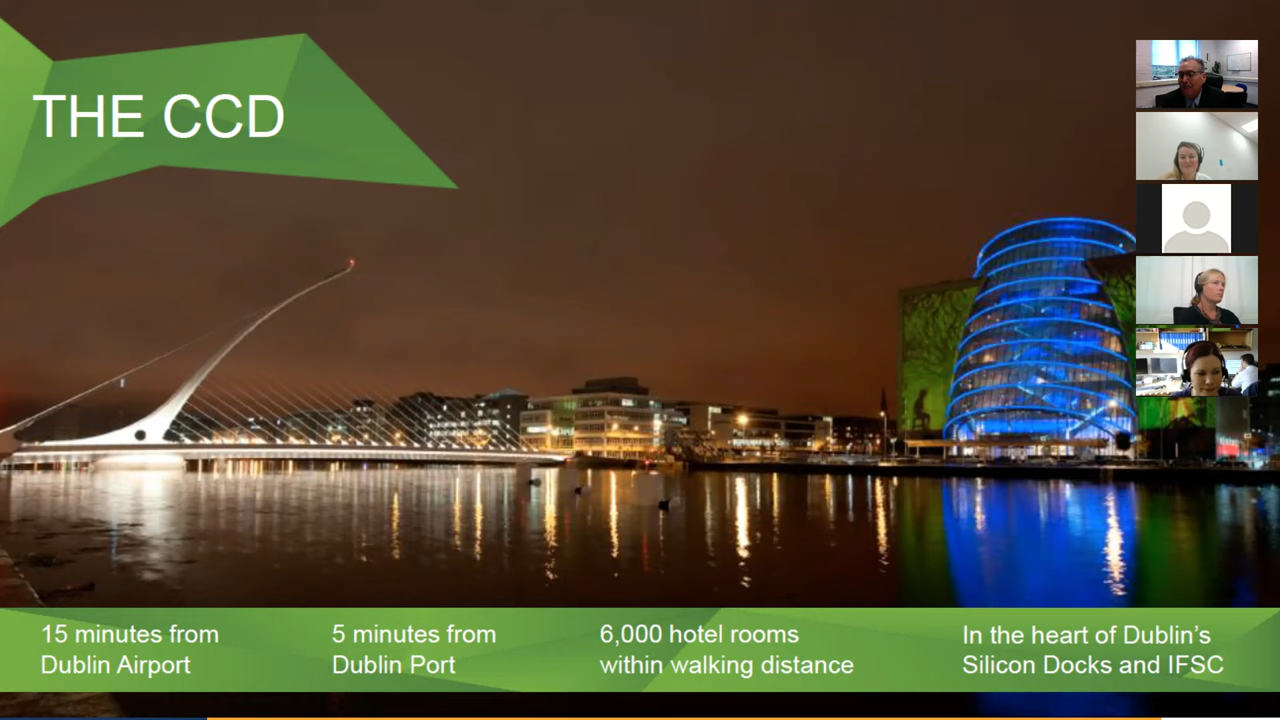 THE CCD
15 minutes from
Dublin Airport
5 minutes from
Dublin Port
6,000 hotel rooms
within walking distance
In the heart of Dublin’s
Silicon Docks and IFSC